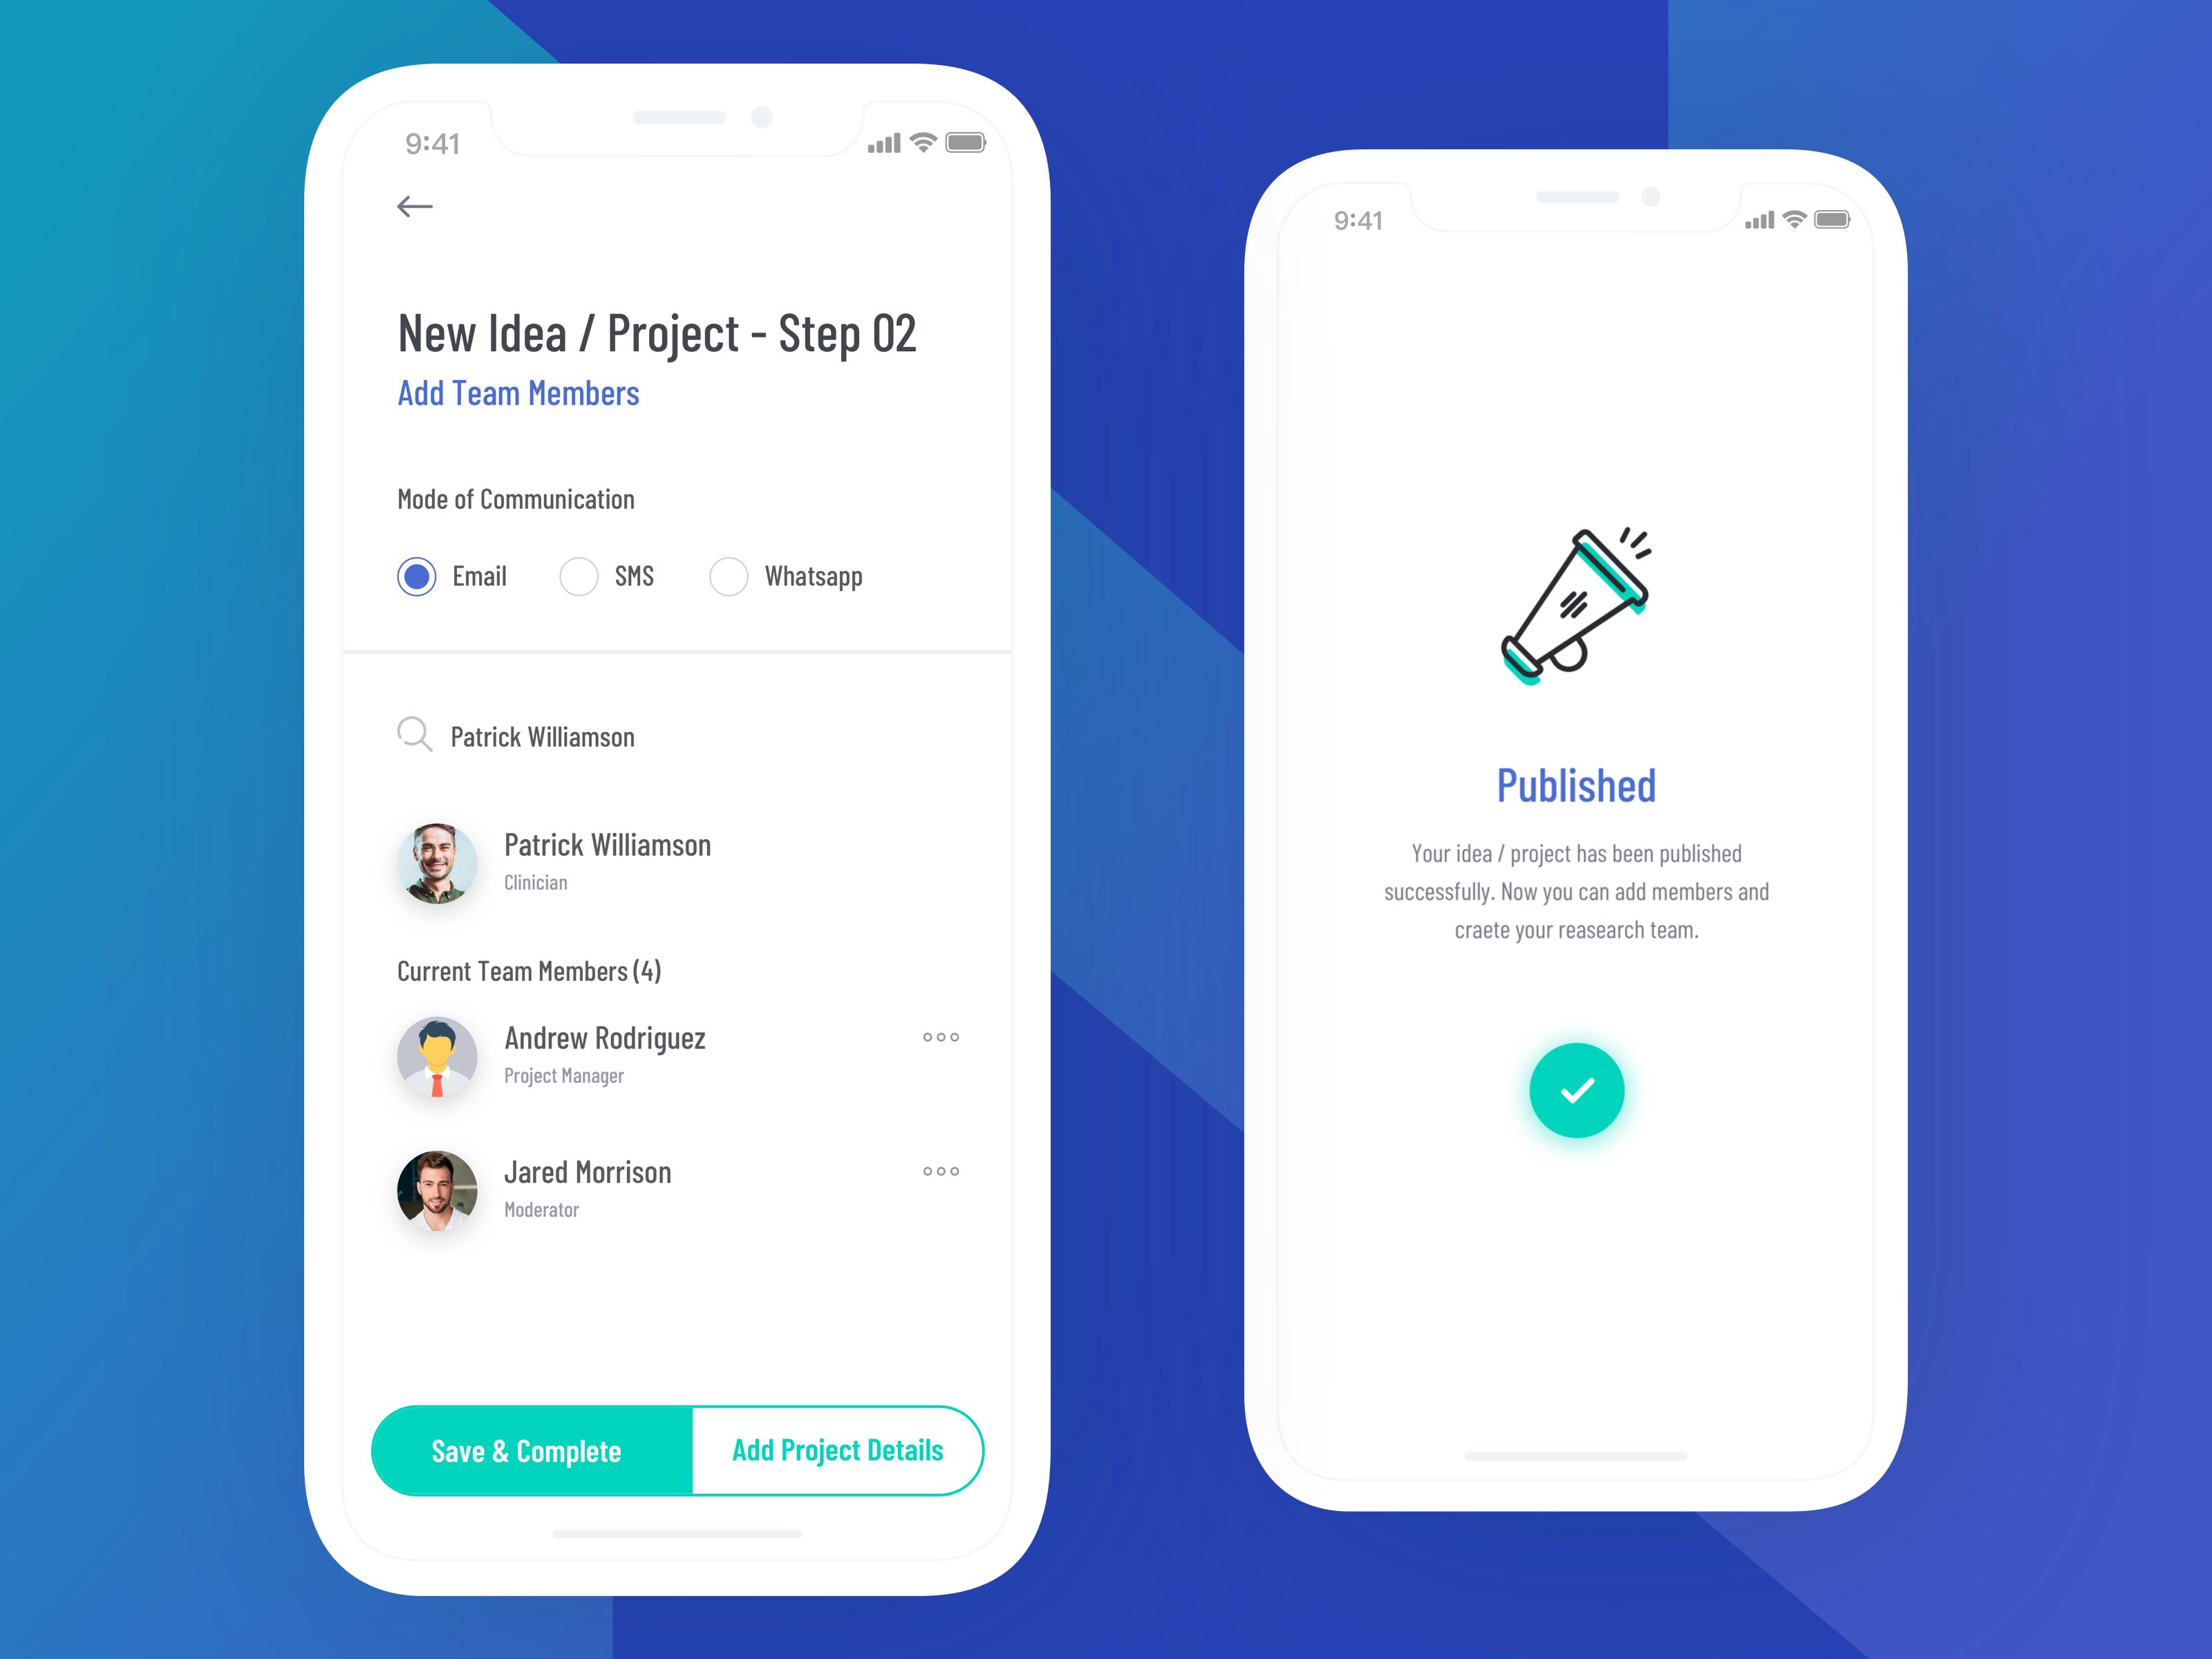 9:41
New Idea / Project - Step 02
Add Team Members
Mode of Communication
Email SMS Whatsapp
Patrick Williamson
Patrick Williamson
Clinician
Current Team Members (4)
Andrew Rodriguez
Project Manager
Jared Morrison
Moderator
Save & Complete Add Project Details
9:41
Published
Your idea / project has been published
successfully. Now you can add members and
craete your reasearch team.